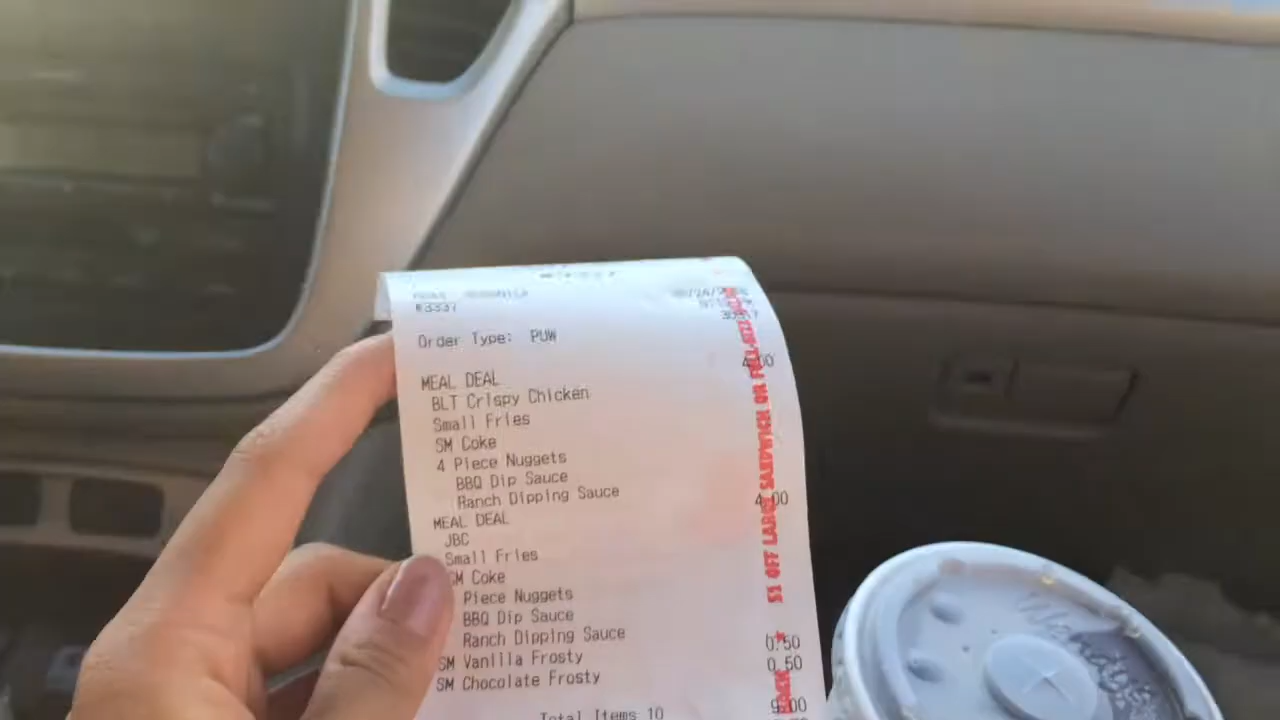 #3337
Order Type: PUW
MEAL DEAL 4.00
BLT Crispy Chicken
Small Fries
SM Coke
4 Piece Nuggets
BBQ Dip Sauce
Ranch Dipping Sauce
MEAL DEAL 4.00
JBC
Small Fries
SM Coke
Piece Nuggets
BBQ Dip Sauce
Ranch Dipping Sauce
SM Vanilla Frosty 0.50
SM Chocolate Frosty 0.50
Total Items 10 9.00
$1 OFF LARGE SANDWICH OR FULL-SIZE
Wendy's